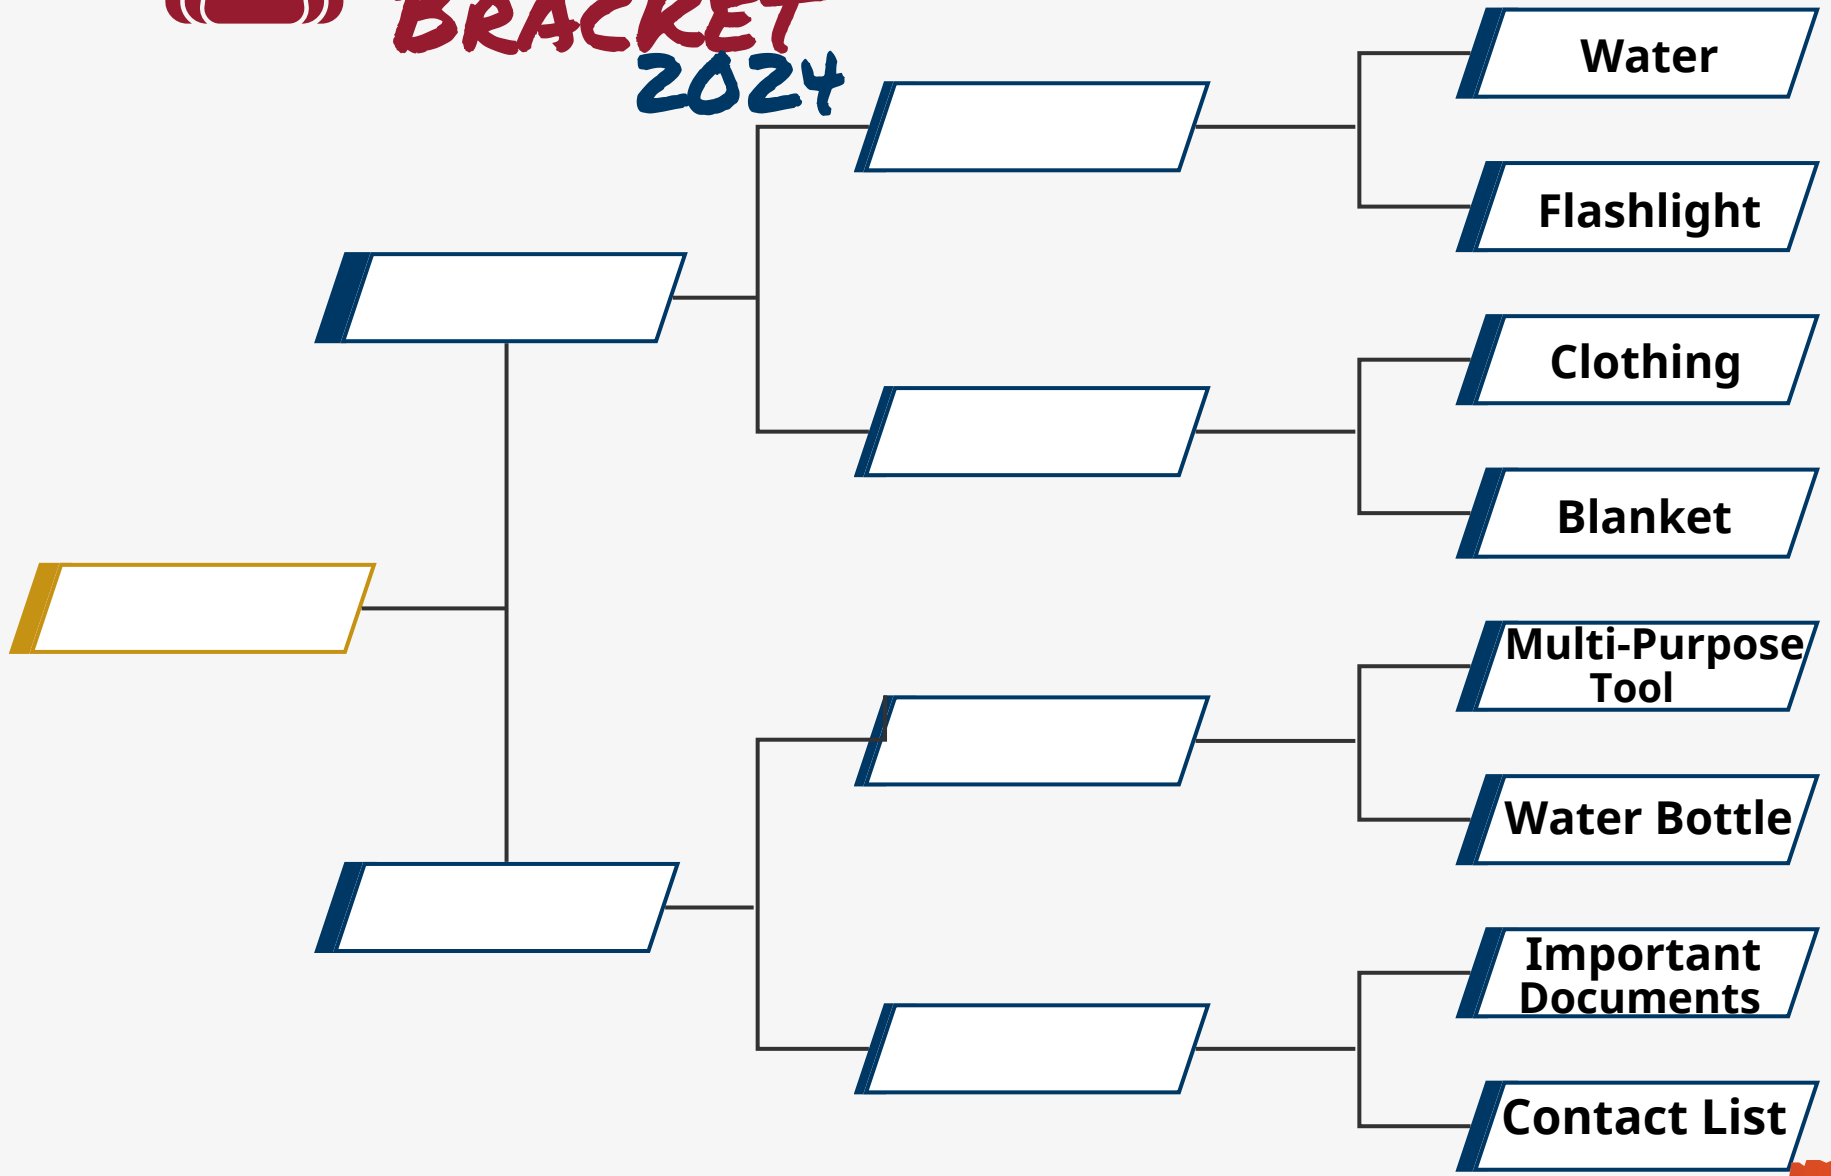 BRACKET
2024
Water
Flashlight
Clothing
Blanket
Multi-Purpose
Tool
Water Bottle
Important
Documents
Contact List